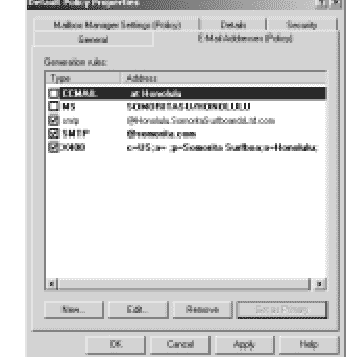 Default Policy Properties
Mailbox Manager Settings (Policy) Details Security
General E-Mail Addresses (Policy)
Generation rules:
Type Address
CCMAIL at Honolulu
MS SOMORITASU/HONOLULU
smtp @Honolulu.SomoritaSurfboardsLtd.com
SMTP @somorita.com
X400 c=US;a= ;p=Somorita Surfboa;o=Honolulu;
New... Edit... Remove Set as Primary
OK Cancel Apply Help